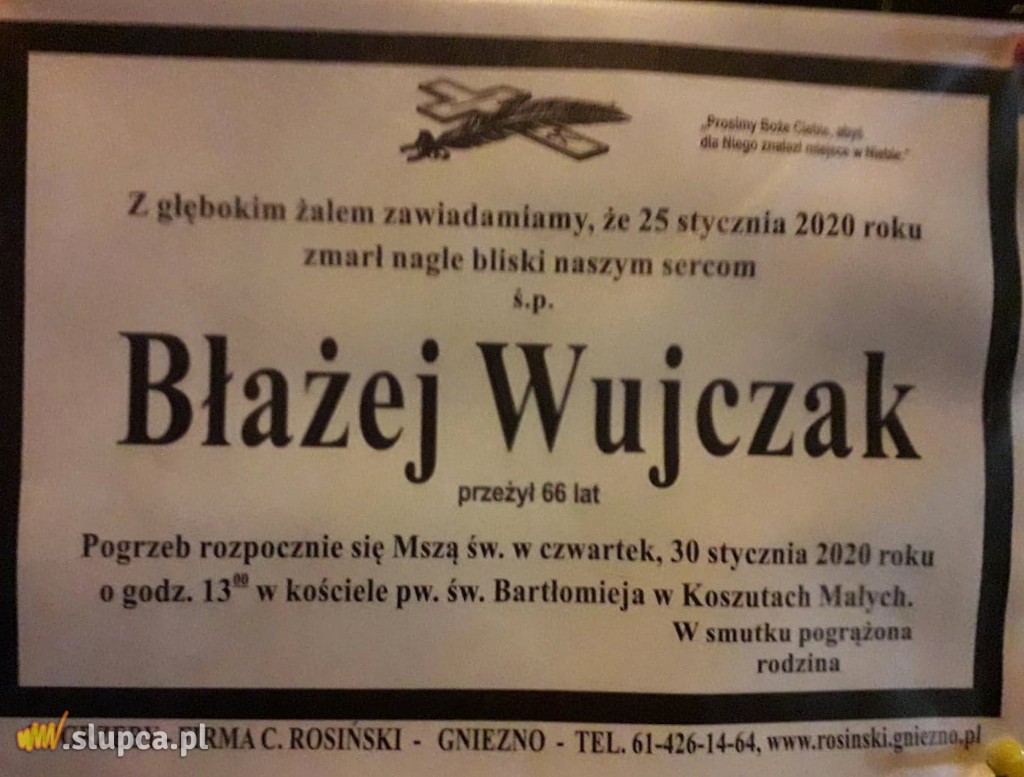 „Prosimy Boże Ciebie, abyś
dla Niego znalazł miejsce w Niebie."
Z głębokim żalem zawiadamiamy, że 25 stycznia 2020 roku
zmarł nagle bliski naszym sercom
ś.p.
Błażej Wujczak
przeżył 66 lat
Pogrzeb rozpocznie się Mszą św. w czwartek, 30 stycznia 2020 roku
o godz. 13⁰⁰ w kościele pw. św. Bartłomieja w Koszutach Małych.
W smutku pogrążona
rodzina
FIRMA C. ROSIŃSKI - GNIEZNO - TEL. 61-426-14-64, www.rosinski.gniezno.pl
.slupca.pl